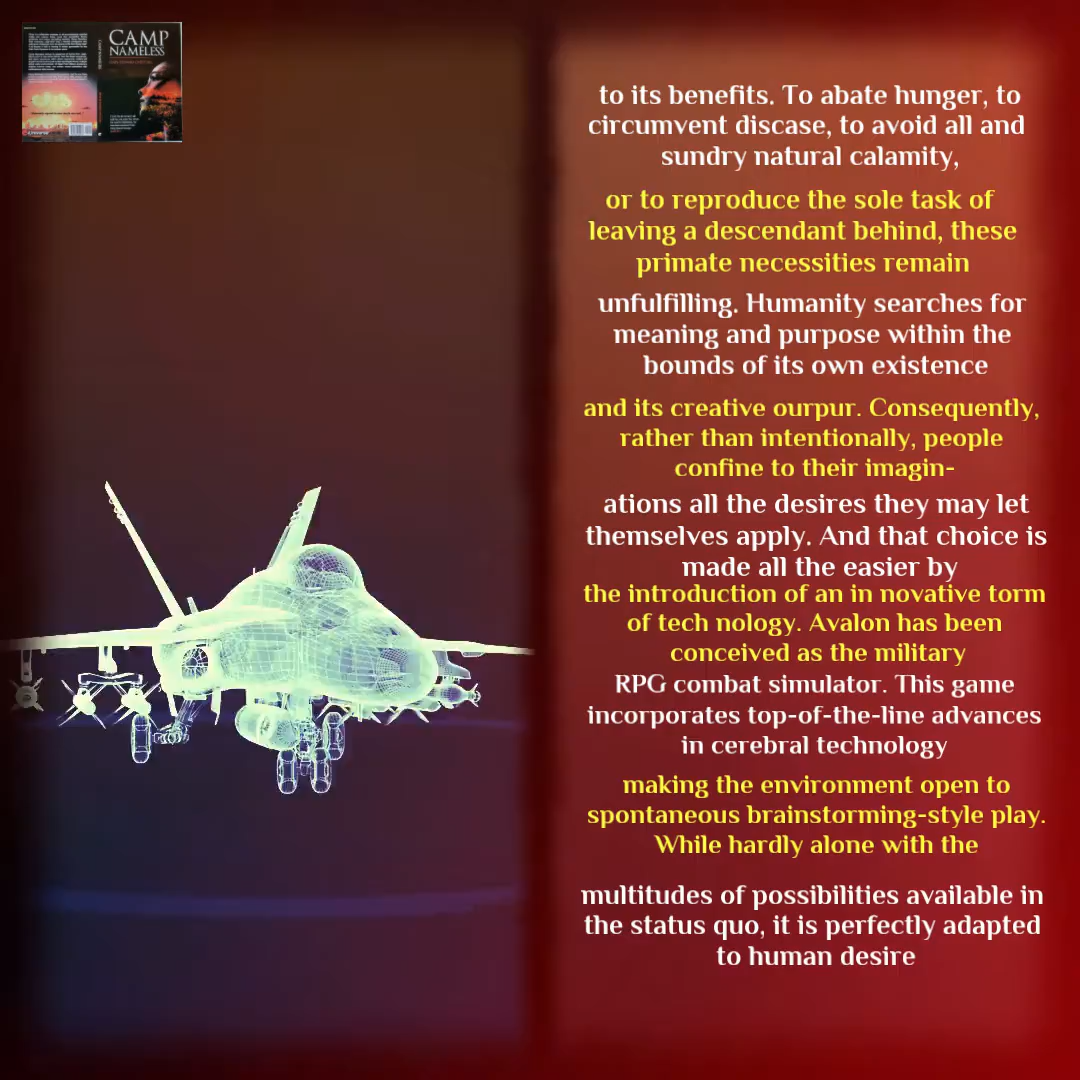 CAMP
NAMELESS
to its benefits. To abate hunger, to
circumvent disease, to avoid all and
sundry natural calamity,
or to reproduce the sole task of
leaving a descendant behind, these
primate necessities remain
unfulfilling. Humanity searches for
meaning and purpose within the
bounds of its own existence
and its creative ourpur. Consequently,
rather than intentionally, people
confine to their imagin-
ations all the desires they may let
themselves apply. And that choice is
made all the easier by
the introduction of an in novative torm
of tech nology. Avalon has been
conceived as the military
RPG combat simulator. This game
incorporates top-of-the-line advances
in cerebral technology
making the environment open to
spontaneous brainstorming-style play.
While hardly alone with the
multitudes of possibilities available in
the status quo, it is perfectly adapted
to human desire